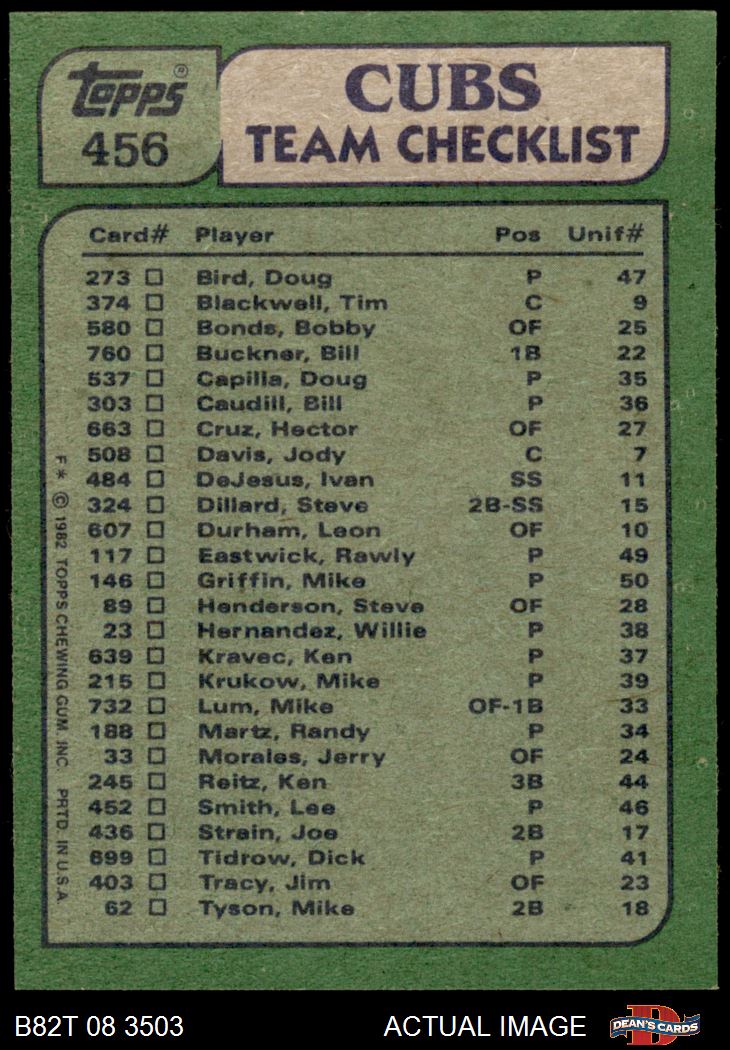 topps®
456
CUBS
TEAM CHECKLIST
Card# Player Pos Unif#
273 Bird, Doug P 47
374 Blackwell, Tim C 9
580 Bonds, Bobby OF 25
760 Buckner, Bill 1B 22
537 Capilla, Doug P 35
303 Caudill, Bill P 36
663 Cruz, Hector OF 27
508 Davis, Jody C 7
484 DeJesus, Ivan SS 11
324 Dillard, Steve 2B-SS 15
607 Durham, Leon OF 10
117 Eastwick, Rawly P 49
146 Griffin, Mike P 50
89 Henderson, Steve OF 28
23 Hernandez, Willie P 38
639 Kravec, Ken P 37
215 Krukow, Mike P 39
732 Lum, Mike OF-1B 33
188 Martz, Randy P 34
33 Morales, Jerry OF 24
245 Reitz, Ken 3B 44
452 Smith, Lee P 46
436 Strain, Joe 2B 17
699 Tidrow, Dick P 41
403 Tracy, Jim OF 23
62 Tyson, Mike 2B 18
F* © 1982 TOPPS CHEWING GUM, INC. PRTD. IN U.S.A.
B82T 08 3503 ACTUAL IMAGE
D
DEAN'S CARDS